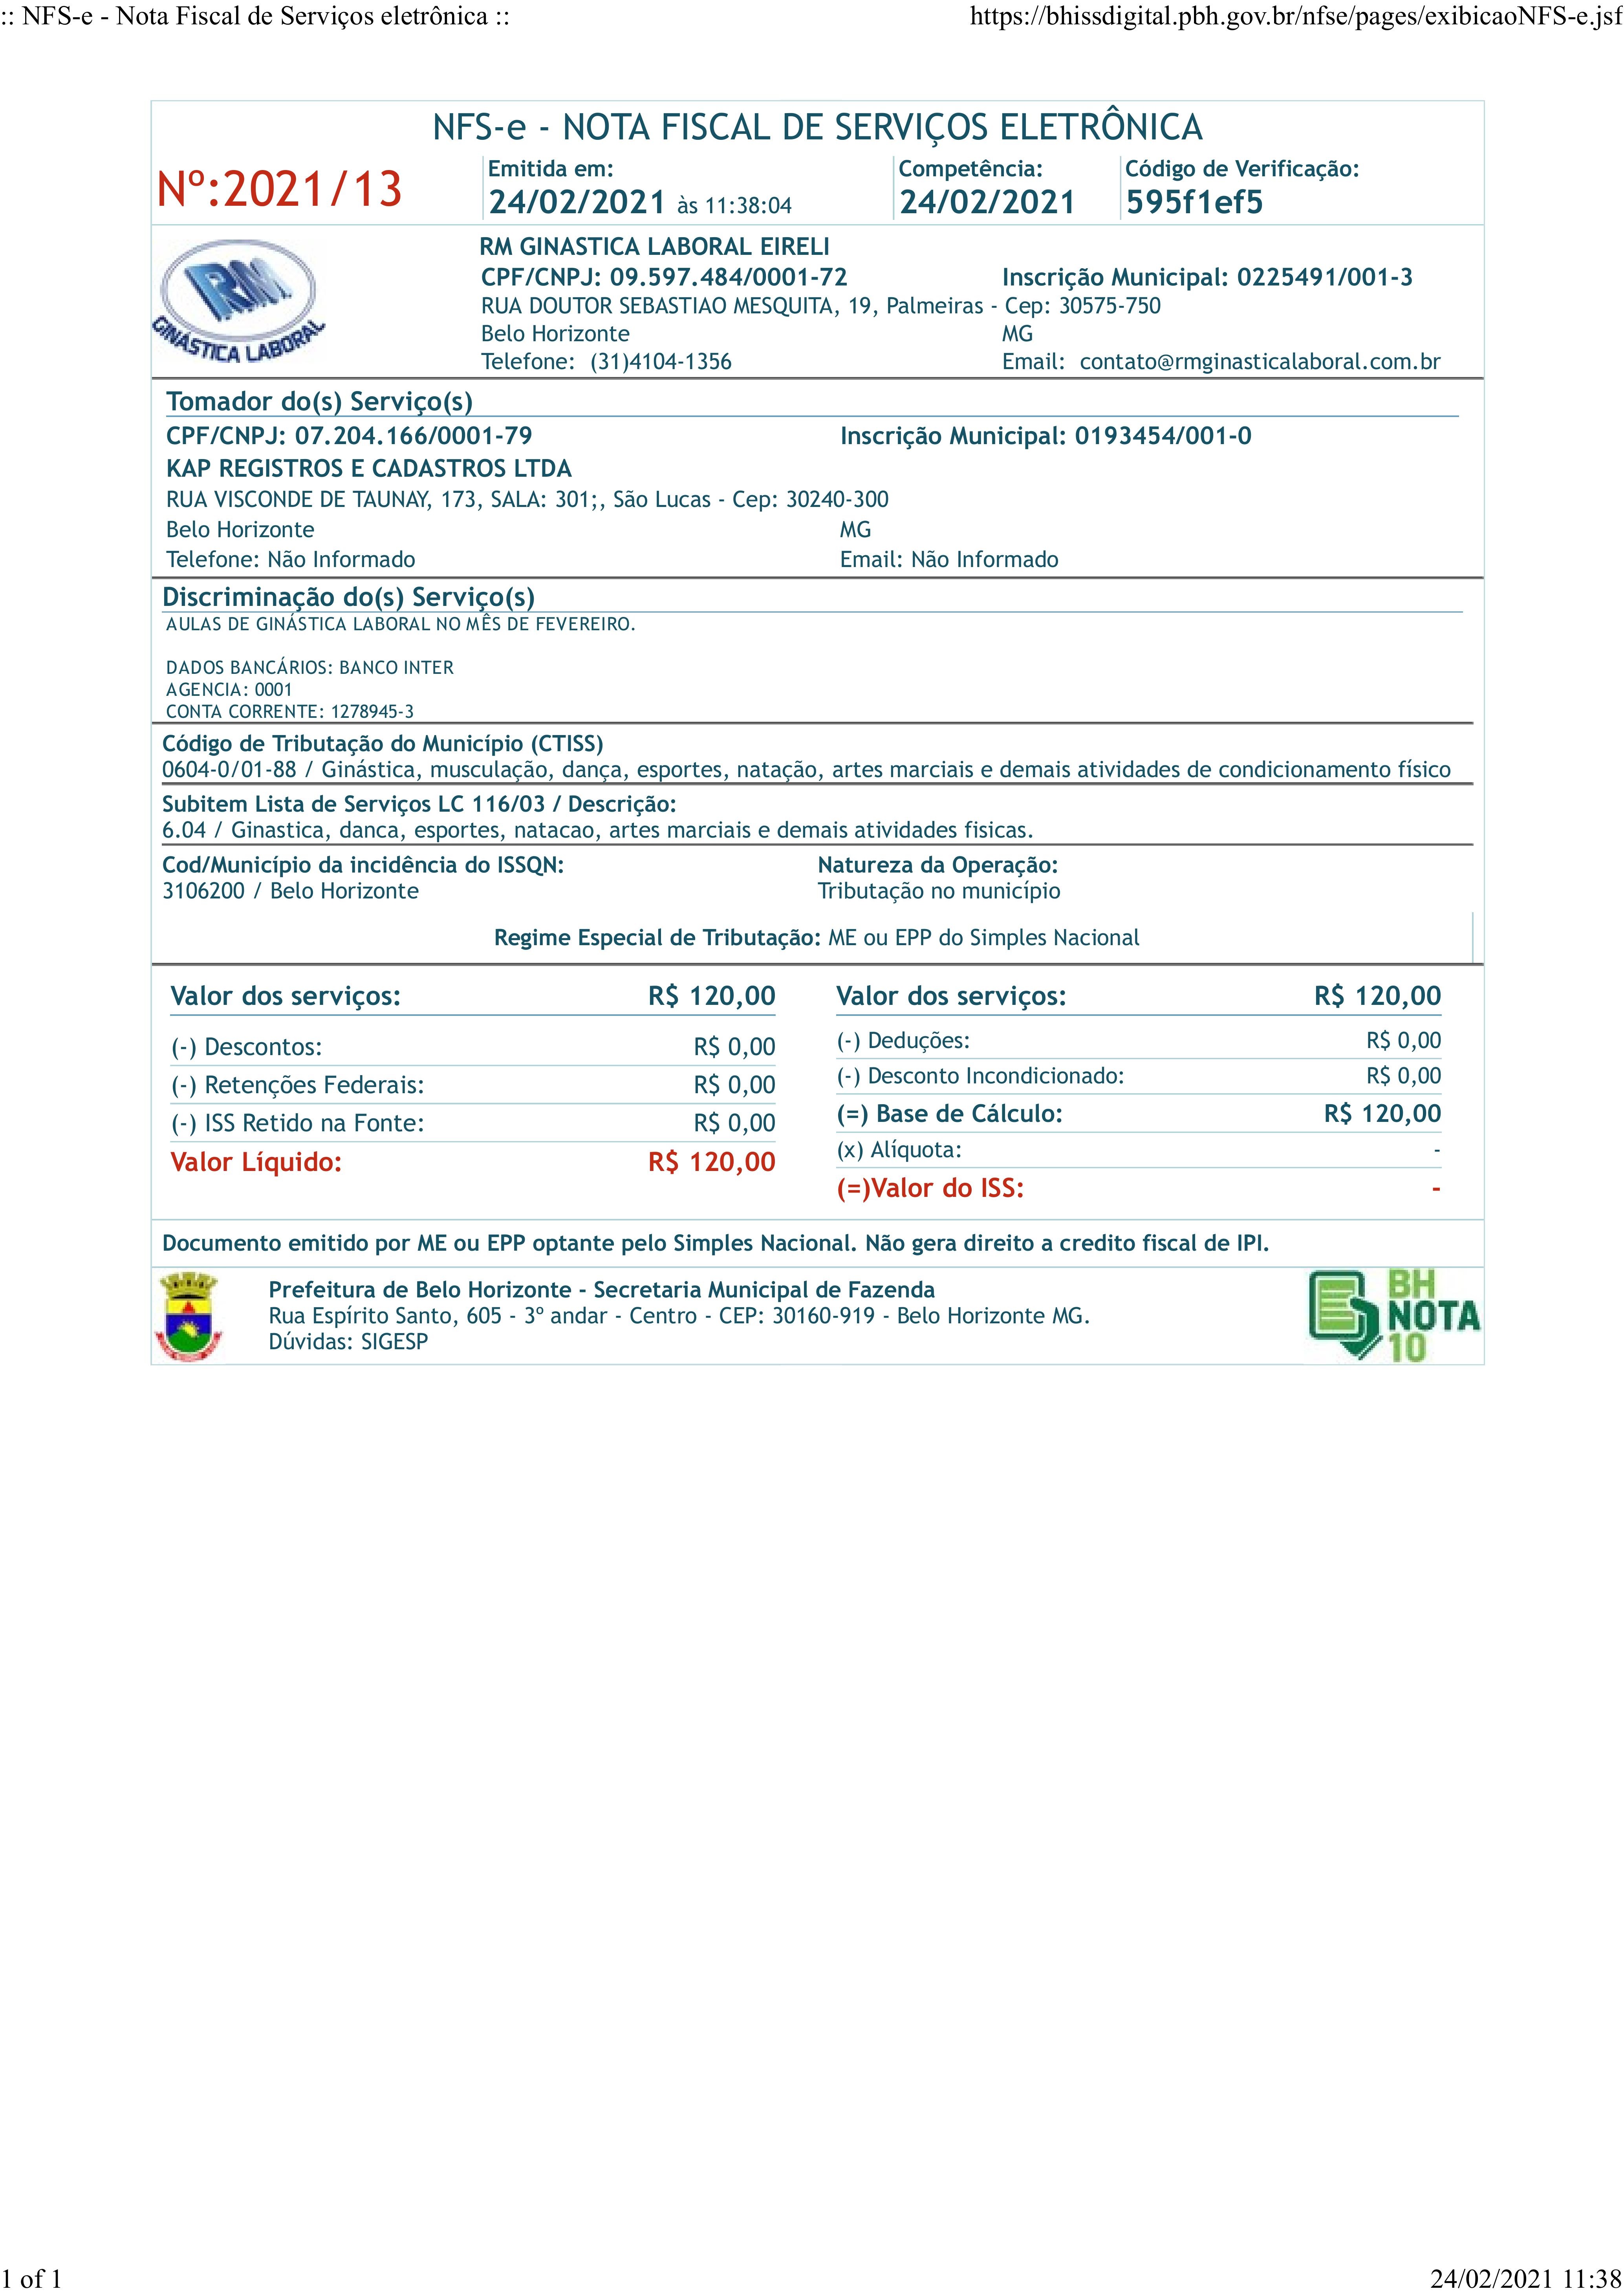 :: NFS-e - Nota Fiscal de Serviços eletrônica :: https://bhissdigital.pbh.gov.br/nfse/pages/exibicaoNFS-e.jsf
NFS-e - NOTA FISCAL DE SERVIÇOS ELETRÔNICA
Nº:2021/13
Emitida em: Competência: Código de Verificação:
24/02/2021 às 11:38:04 24/02/2021 595f1ef5
RM
GINÁSTICA LABORAL
RM GINASTICA LABORAL EIRELI
CPF/CNPJ: 09.597.484/0001-72 Inscrição Municipal: 0225491/001-3
RUA DOUTOR SEBASTIAO MESQUITA, 19, Palmeiras - Cep: 30575-750
Belo Horizonte MG
Telefone: (31)4104-1356 Email: contato@rmginasticalaboral.com.br
Tomador do(s) Serviço(s)
CPF/CNPJ: 07.204.166/0001-79 Inscrição Municipal: 0193454/001-0
KAP REGISTROS E CADASTROS LTDA
RUA VISCONDE DE TAUNAY, 173, SALA: 301;, São Lucas - Cep: 30240-300
Belo Horizonte MG
Telefone: Não Informado Email: Não Informado
Discriminação do(s) Serviço(s)
AULAS DE GINÁSTICA LABORAL NO MÊS DE FEVEREIRO.
DADOS BANCÁRIOS: BANCO INTER
AGENCIA: 0001
CONTA CORRENTE: 1278945-3
Código de Tributação do Município (CTISS)
0604-0/01-88 / Ginástica, musculação, dança, esportes, natação, artes marciais e demais atividades de condicionamento físico
Subitem Lista de Serviços LC 116/03 / Descrição:
6.04 / Ginastica, danca, esportes, natacao, artes marciais e demais atividades fisicas.
Cod/Município da incidência do ISSQN: Natureza da Operação:
3106200 / Belo Horizonte Tributação no município
Regime Especial de Tributação: ME ou EPP do Simples Nacional
Valor dos serviços: R$ 120,00 Valor dos serviços: R$ 120,00
(-) Descontos: R$ 0,00 (-) Deduções: R$ 0,00
(-) Retenções Federais: R$ 0,00 (-) Desconto Incondicionado: R$ 0,00
(-) ISS Retido na Fonte: R$ 0,00 (=) Base de Cálculo: R$ 120,00
Valor Líquido: R$ 120,00 (x) Alíquota: -
(=)Valor do ISS: -
Documento emitido por ME ou EPP optante pelo Simples Nacional. Não gera direito a credito fiscal de IPI.
Prefeitura de Belo Horizonte - Secretaria Municipal de Fazenda
Rua Espírito Santo, 605 - 3º andar - Centro - CEP: 30160-919 - Belo Horizonte MG.
Dúvidas: SIGESP
BH
NOTA
10
1 of 1 24/02/2021 11:38